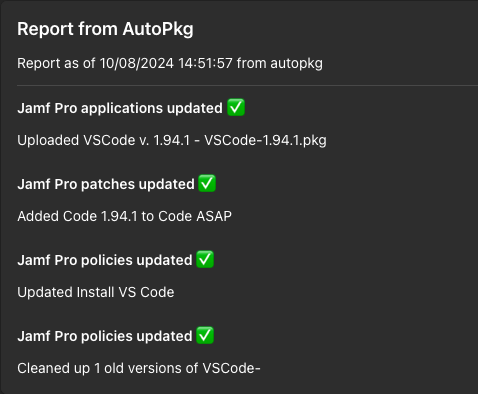 Report from AutoPkg
Report as of 10/08/2024 14:51:57 from autopkg
Jamf Pro applications updated ✅
Uploaded VSCode v. 1.94.1 - VSCode-1.94.1.pkg
Jamf Pro patches updated ✅
Added Code 1.94.1 to Code ASAP
Jamf Pro policies updated ✅
Updated Install VS Code
Jamf Pro policies updated ✅
Cleaned up 1 old versions of VSCode-